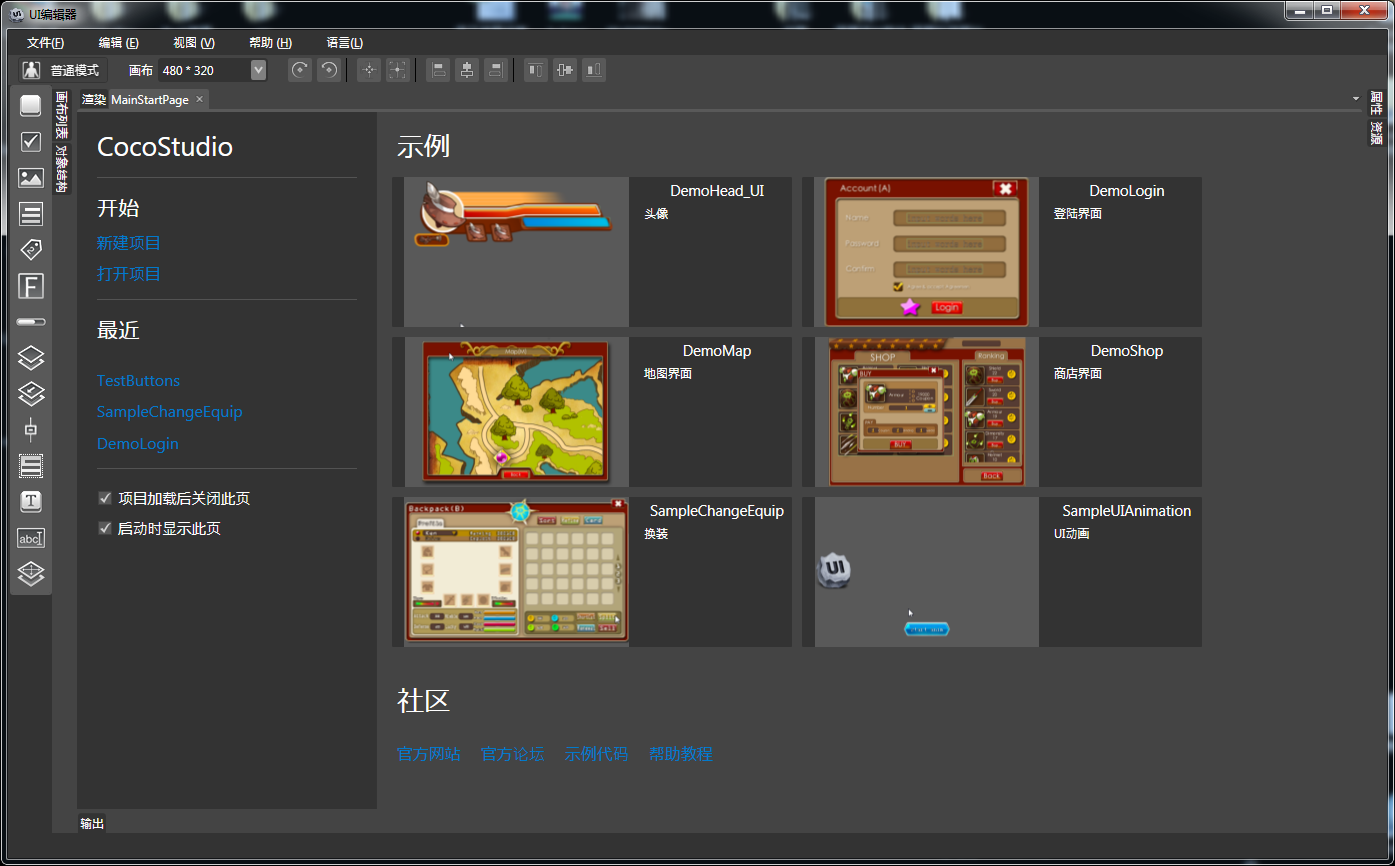 UI编辑器
文件(F) 编辑 (E) 视图 (V) 帮助 (H) 语言(L)
普通模式 画布 480 * 320
渲染 MainStartPage
画布列表
对象结构
属性
资源
CocoStudio
开始
新建项目
打开项目
最近
TestButtons
SampleChangeEquip
DemoLogin
项目加载后关闭此页
启动时显示此页
示例
DemoHead_UI
头像
Account(A)
Name
Password
Confirm
Login
DemoLogin
登陆界面
Map(M)
DemoMap
地图界面
SHOP
Ranking
BUY
BUY
Back
DemoShop
商店界面
Backpack(B)
Profile
SampleChangeEquip
换装
UI
SampleUIAnimation
UI动画
社区
官方网站 官方论坛 示例代码 帮助教程
输出
F
T
abc